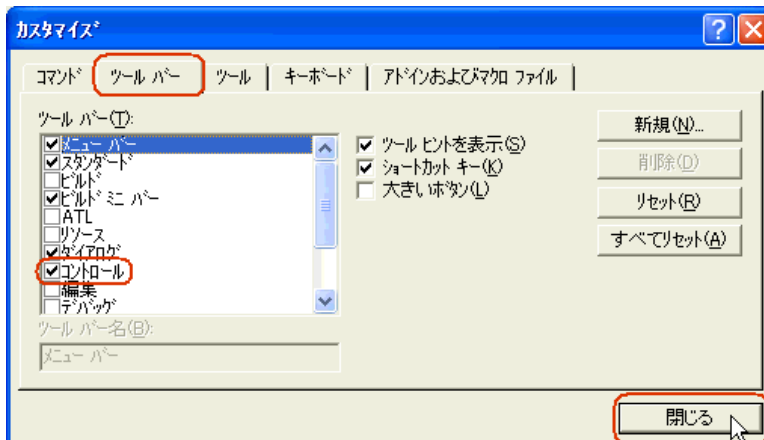 カスタマイズ
コマンド ツール バー ツール キーボード アドインおよびマクロ ファイル
ツール バー(T):
メニュー バー
スタンダード
ビルド
ビルド ミニ バー
ATL
リソース
ダイアログ
コントロール
編集
デバッグ
ツール バー名(B):
メニュー バー
ツール ヒントを表示(S)
ショートカット キー(K)
大きいボタン(L)
新規(N)...
削除(D)
リセット(R)
すべてリセット(A)
閉じる